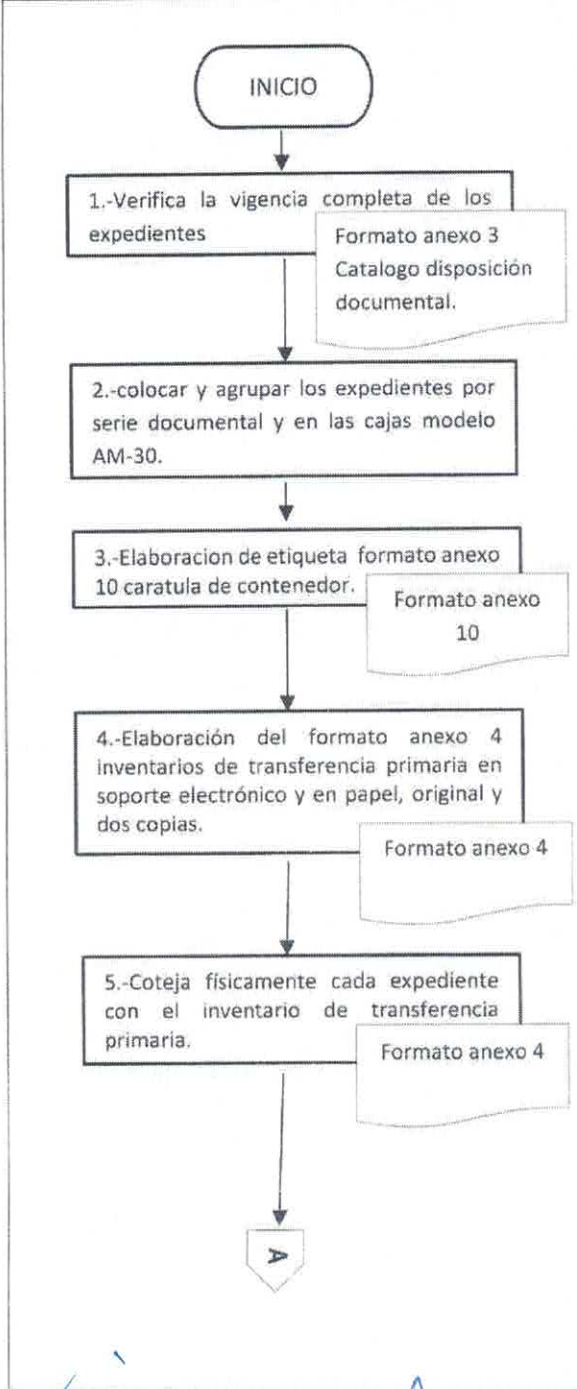 INICIO
1.-Verifica la vigencia completa de los
expedientes
Formato anexo 3
Catalogo disposición
documental.
2.-colocar y agrupar los expedientes por
serie documental y en las cajas modelo
AM-30.
3.-Elaboracion de etiqueta formato anexo
10 caratula de contenedor.
Formato anexo
10
4.-Elaboración del formato anexo 4
inventarios de transferencia primaria en
soporte electrónico y en papel, original y
dos copias.
Formato anexo 4
5.-Coteja físicamente cada expediente
con el inventario de transferencia
primaria.
Formato anexo 4
A